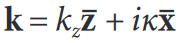 𝐤 = k_z z̄ + iκx̄